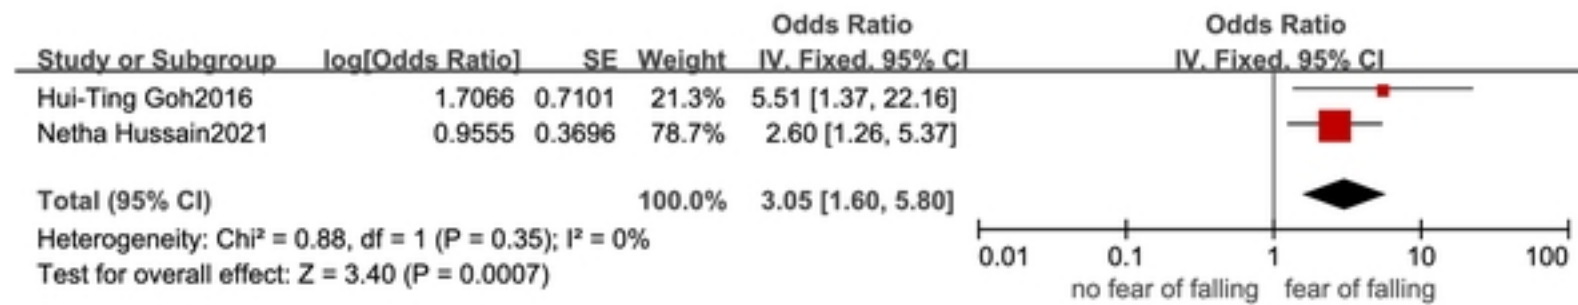 Odds Ratio Odds Ratio
Study or Subgroup log[Odds Ratio] SE Weight IV. Fixed. 95% CI IV. Fixed. 95% CI
Hui-Ting Goh2016 1.7066 0.7101 21.3% 5.51 [1.37, 22.16]
Netha Hussain2021 0.9555 0.3696 78.7% 2.60 [1.26, 5.37]
Total (95% CI) 100.0% 3.05 [1.60, 5.80]
Heterogeneity: Chi² = 0.88, df = 1 (P = 0.35); I² = 0%
Test for overall effect: Z = 3.40 (P = 0.0007)
0.01 0.1 1 10 100
no fear of falling fear of falling